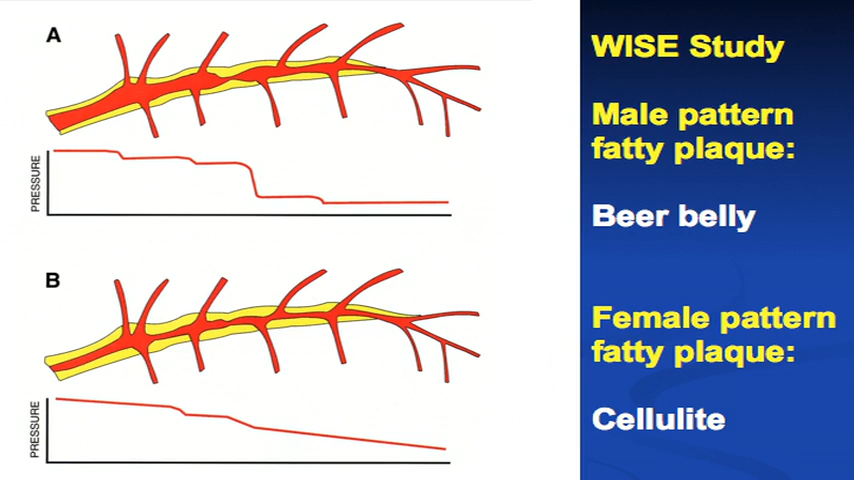 A
PRESSURE
B
PRESSURE
WISE Study
Male pattern
fatty plaque:
Beer belly
Female pattern
fatty plaque:
Cellulite